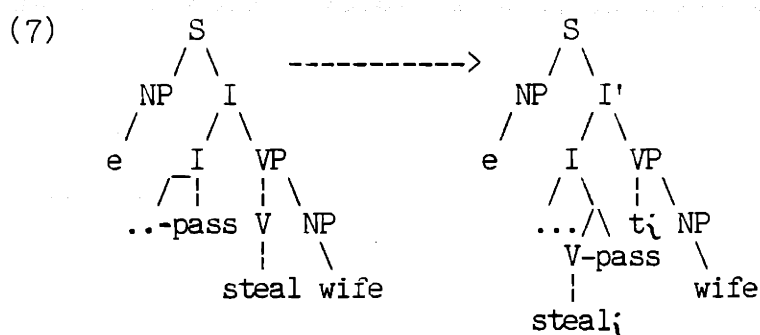 (7) S S
------------>
NP I NP I'
e I VP e I VP
..-pass V NP ... V-pass tᵢ NP
steal wife stealᵢ wife